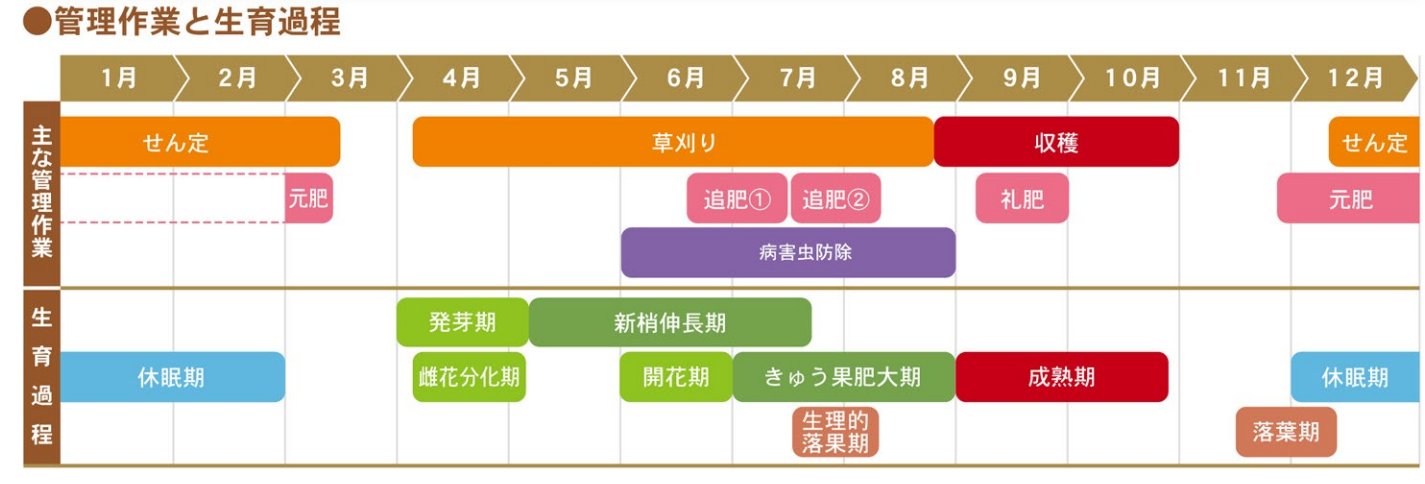 ●管理作業と生育過程
1月 2月 3月 4月 5月 6月 7月 8月 9月 10月 11月 12月
主な管理作業
せん定 草刈り 収穫 せん定
元肥 追肥① 追肥② 礼肥 元肥
病害虫防除
生育過程
発芽期 新梢伸長期
休眠期 雌花分化期 開花期 きゅう果肥大期 成熟期 休眠期
生理的
落果期 落葉期